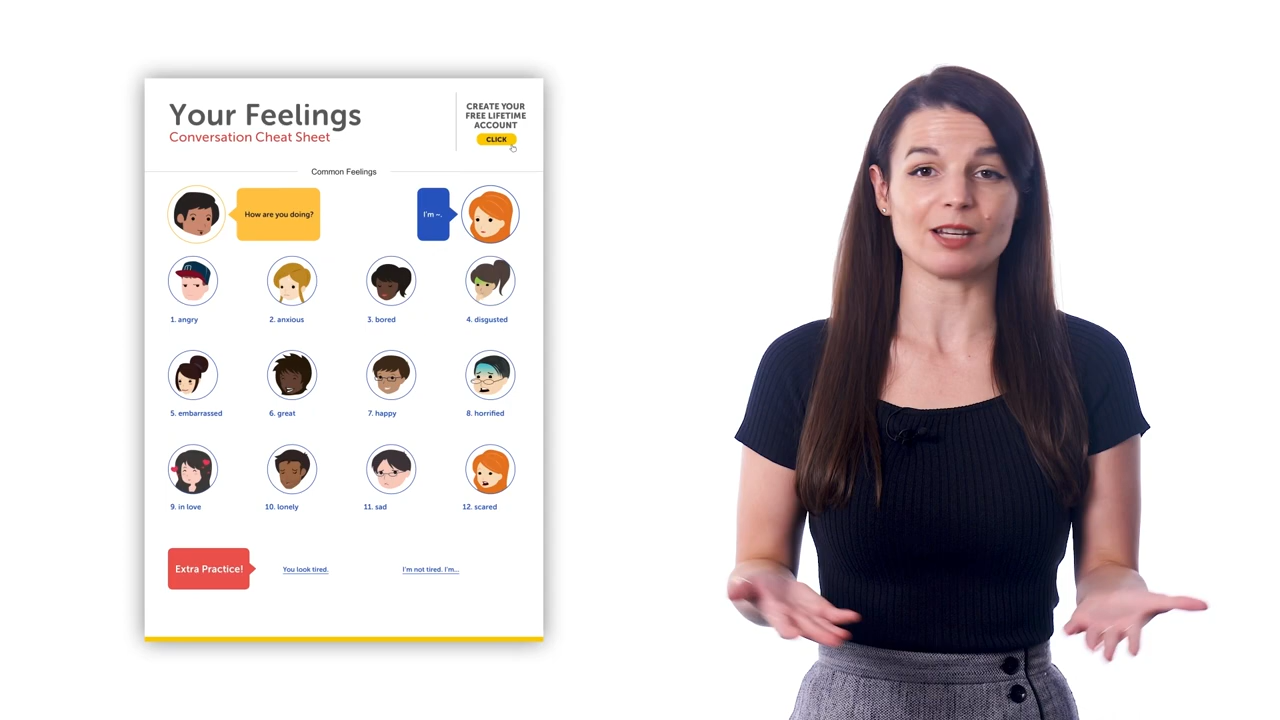 Your Feelings
Conversation Cheat Sheet
CREATE YOUR
FREE LIFETIME
ACCOUNT
CLICK
Common Feelings
How are you doing?
I'm ~.
1. angry
2. anxious
3. bored
4. disgusted
5. embarrassed
6. great
7. happy
8. horrified
9. in love
10. lonely
11. sad
12. scared
Extra Practice!
You look tired.
I'm not tired. I'm...